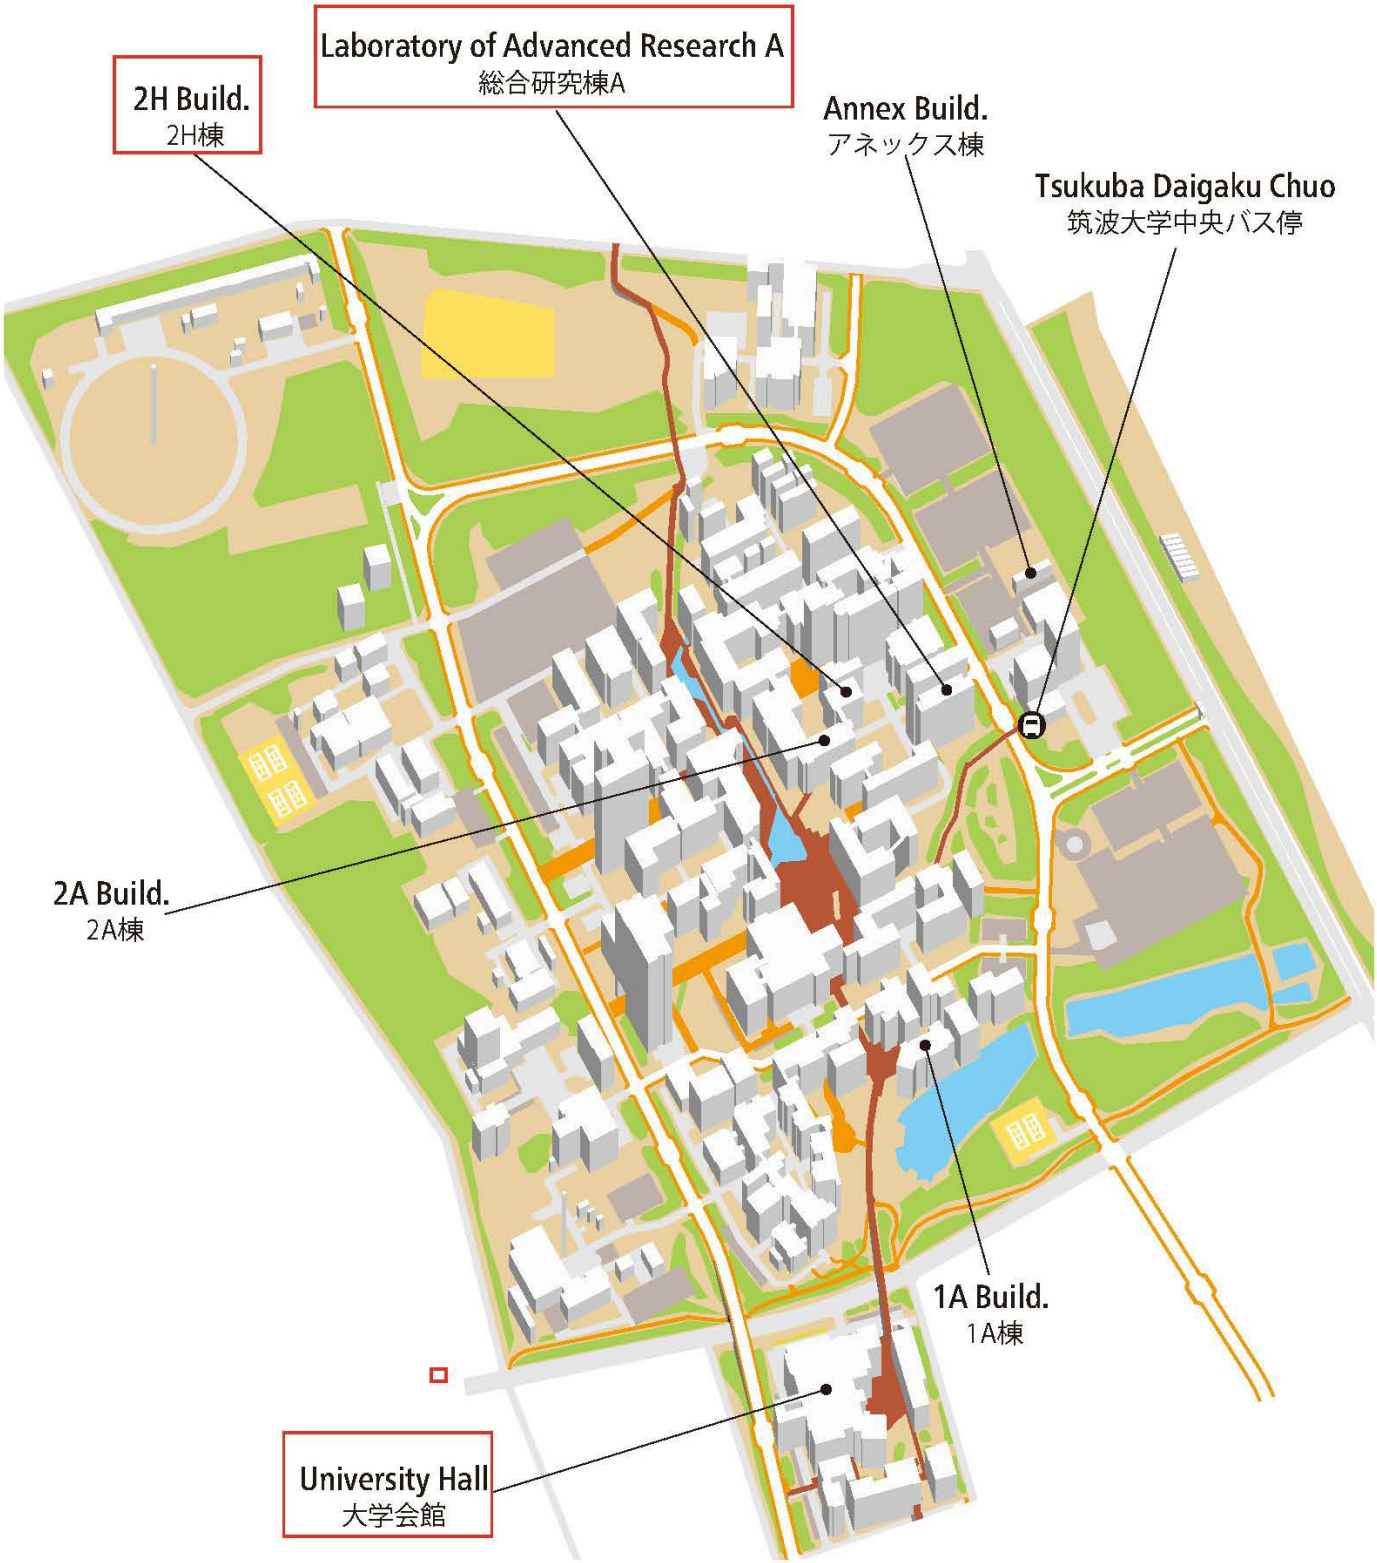 Laboratory of Advanced Research A
総合研究棟A
2H Build.
2H棟
Annex Build.
アネックス棟
Tsukuba Daigaku Chuo
筑波大学中央バス停
2A Build.
2A棟
1A Build.
1A棟
University Hall
大学会館